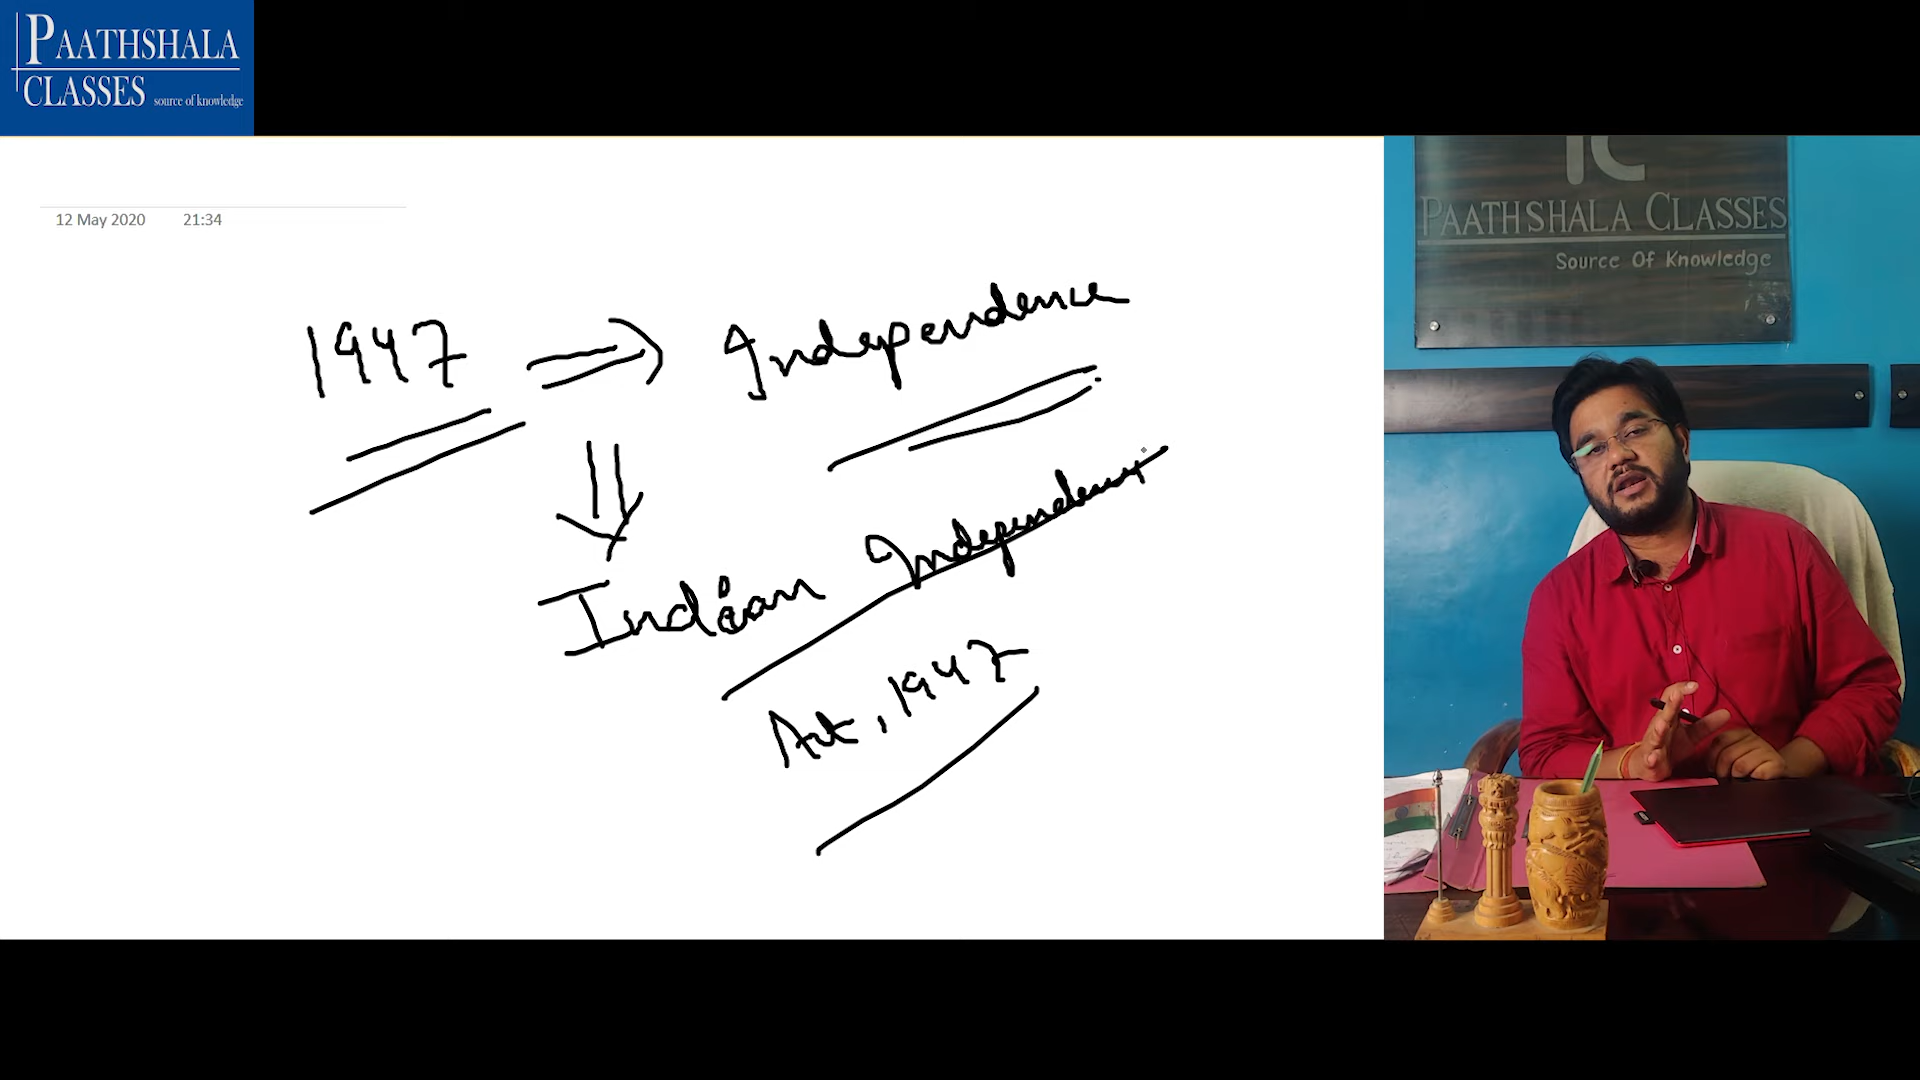 PAATHSHALA
CLASSES source of knowledge
PAATHSHALA CLASSES
Source Of Knowledge
12 May 2020 21:34
1947 ⇒ Independence
Indian Independence
Act, 1947